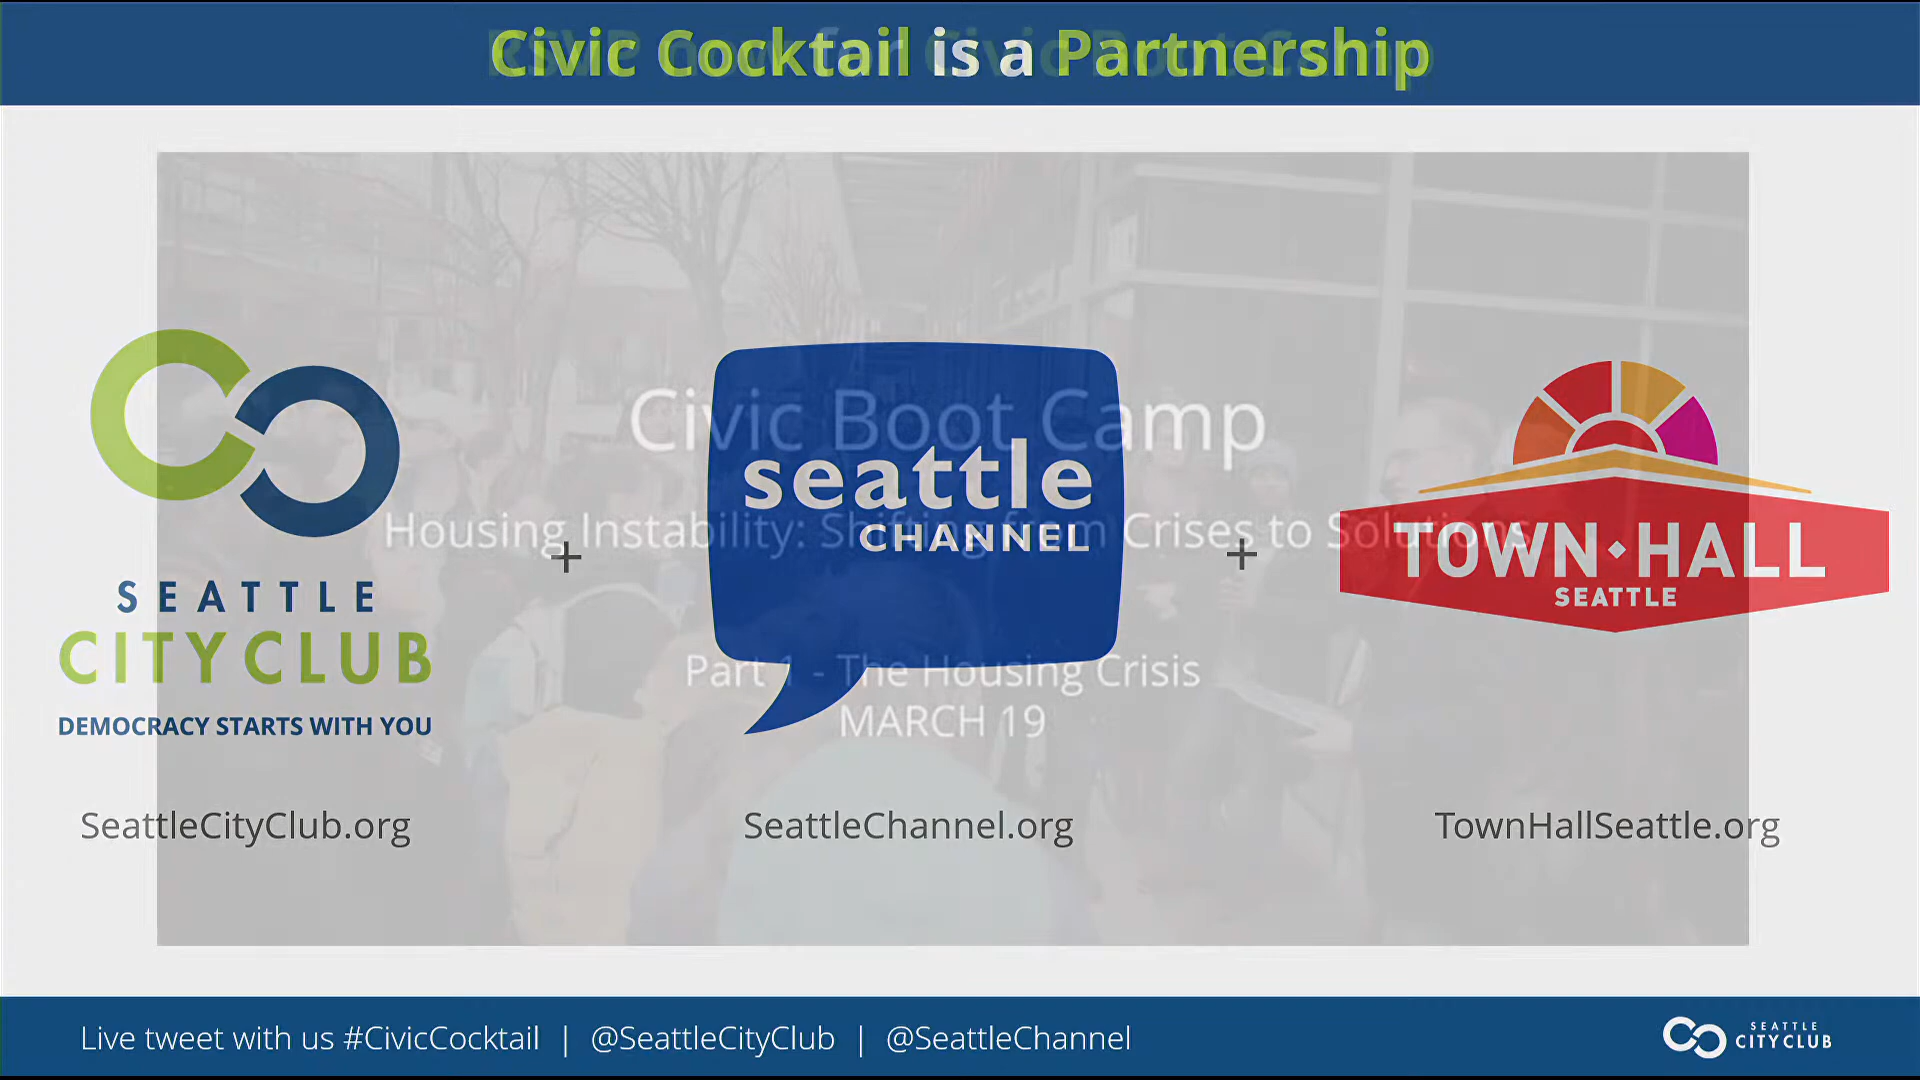 Civic Cocktail is a Partnership
Civic Boot Camp
seattle
CHANNEL
Housing Instability: Shifting from Crises to Solutions
TOWN·HALL
SEATTLE
+
+
SEATTLE
CITYCLUB
DEMOCRACY STARTS WITH YOU
Part 1 - The Housing Crisis
MARCH 19
SeattleCityClub.org
SeattleChannel.org
TownHallSeattle.org
Live tweet with us #CivicCocktail | @SeattleCityClub | @SeattleChannel
SEATTLE
CITYCLUB